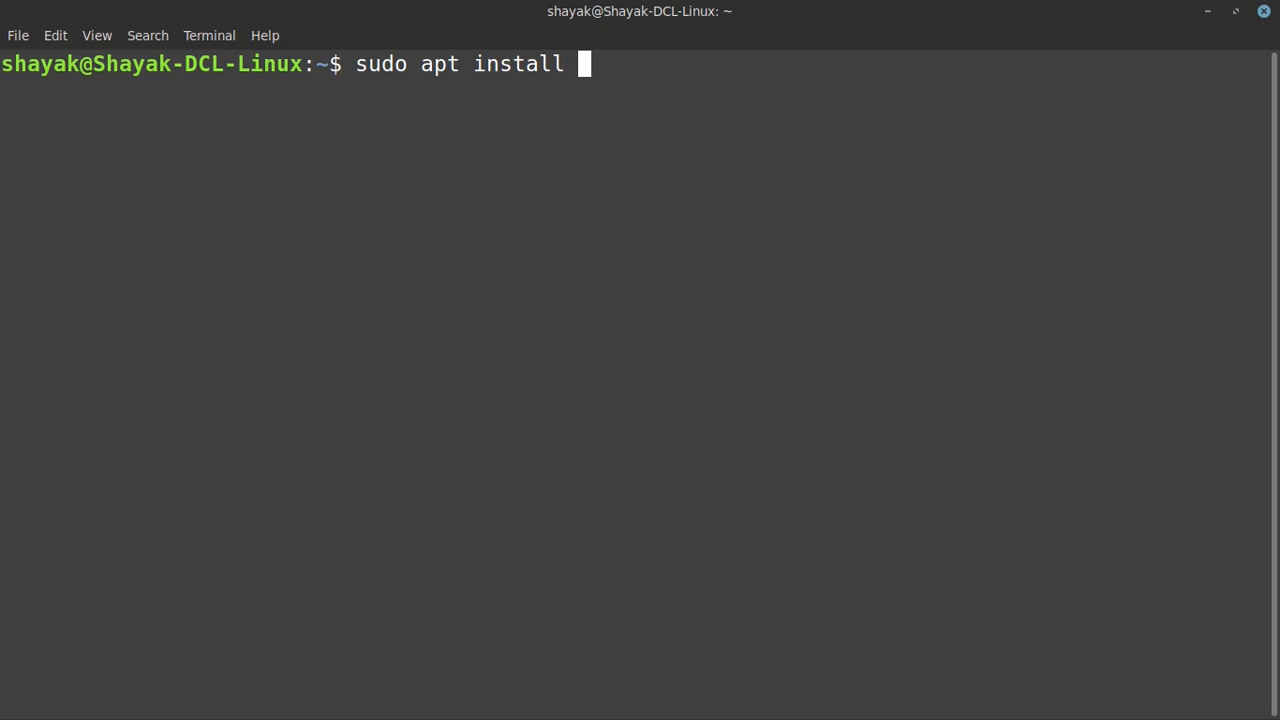 shayak@Shayak-DCL-Linux: ~
File Edit View Search Terminal Help
shayak@Shayak-DCL-Linux:~$ sudo apt install